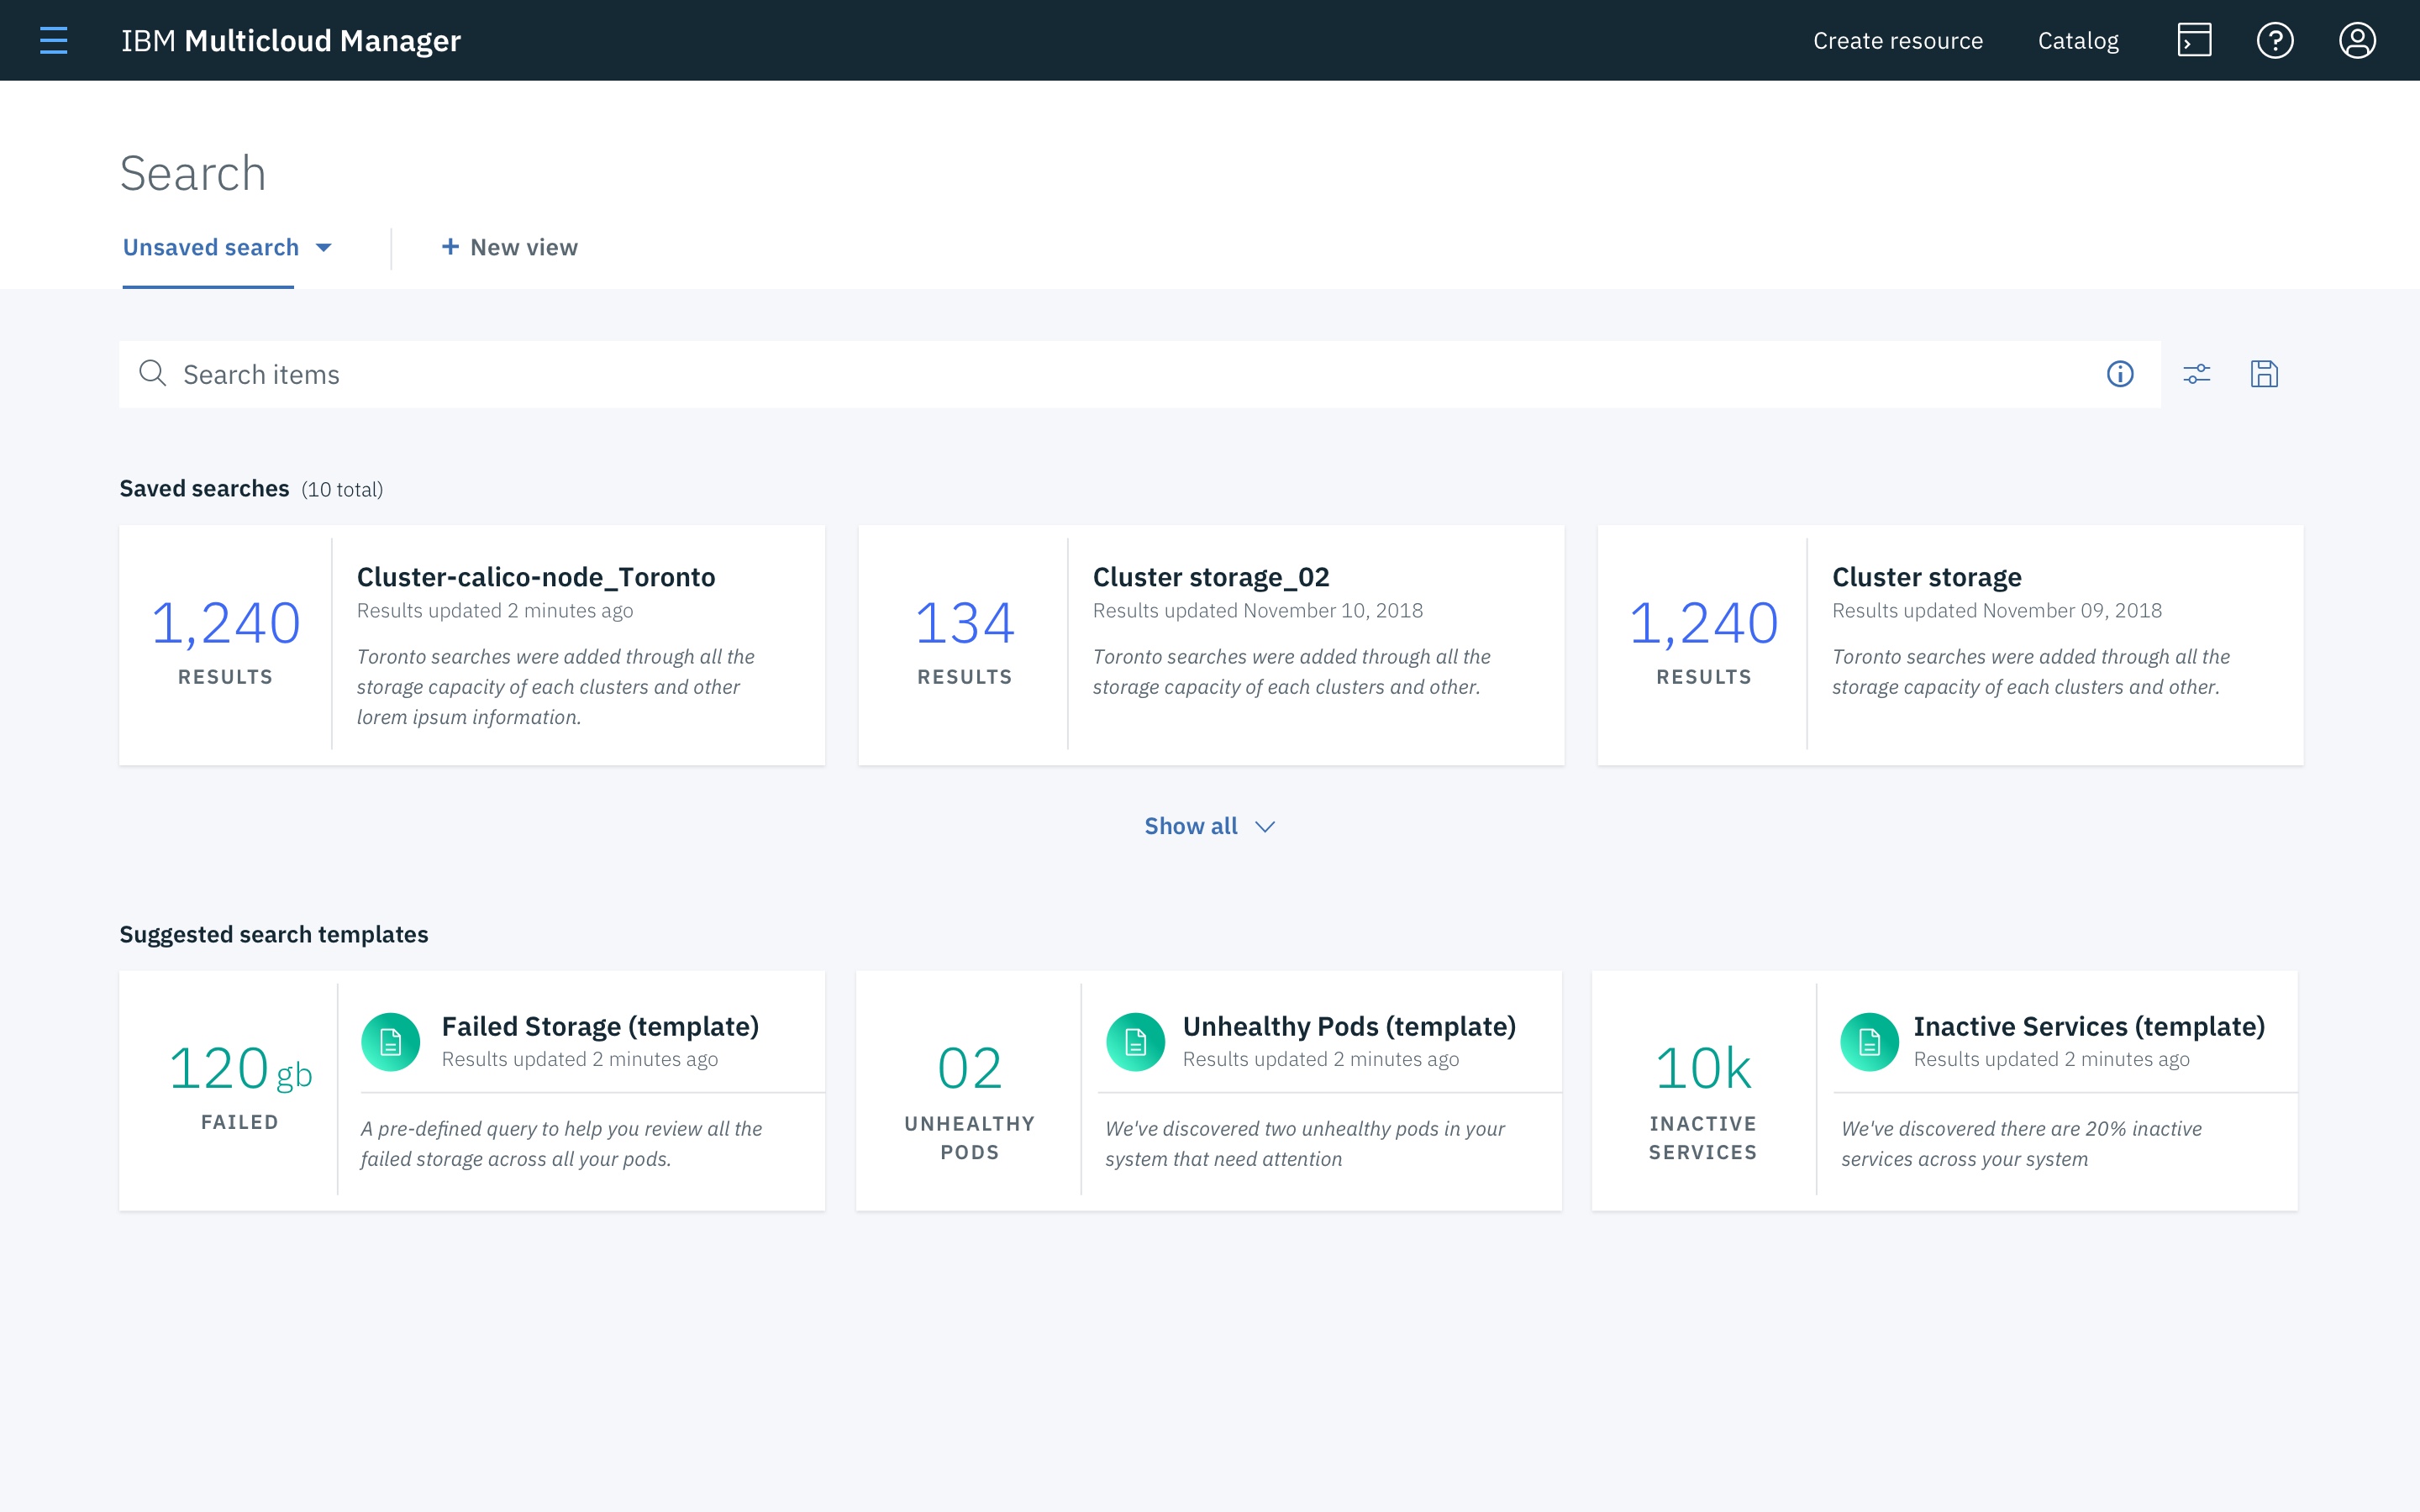 IBM Multicloud Manager
Create resource
Catalog
Search
Unsaved search
+ New view
Search items
Saved searches (10 total)
1,240
RESULTS
Cluster-calico-node_Toronto
Results updated 2 minutes ago
Toronto searches were added through all the
storage capacity of each clusters and other
lorem ipsum information.
134
RESULTS
Cluster storage_02
Results updated November 10, 2018
Toronto searches were added through all the
storage capacity of each clusters and other.
1,240
RESULTS
Cluster storage
Results updated November 09, 2018
Toronto searches were added through all the
storage capacity of each clusters and other.
Show all
Suggested search templates
120 gb
FAILED
Failed Storage (template)
Results updated 2 minutes ago
A pre-defined query to help you review all the
failed storage across all your pods.
02
UNHEALTHY
PODS
Unhealthy Pods (template)
Results updated 2 minutes ago
We've discovered two unhealthy pods in your
system that need attention
10k
INACTIVE
SERVICES
Inactive Services (template)
Results updated 2 minutes ago
We've discovered there are 20% inactive
services across your system